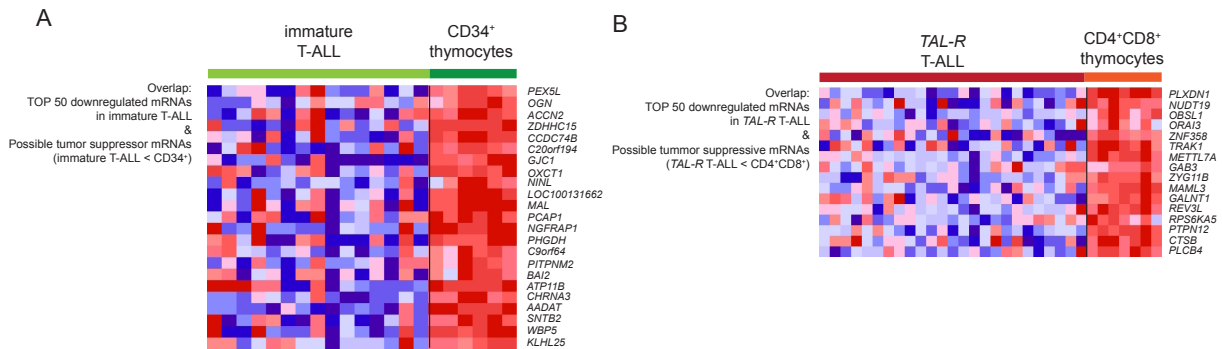 A
immature
T-ALL
CD34+
thymocytes
Overlap:
TOP 50 downregulated mRNAs
in immature T-ALL
&
Possible tumor suppressor mRNAs
(immature T-ALL < CD34+)
PEX5L
OGN
ACCN2
ZDHHC15
CCDC74B
C20orf194
GJC1
OXCT1
NINL
LOC100131662
MAL
PCAP1
NGFRAP1
PHGDH
C9orf64
PITPNM2
BAI2
ATP11B
CHRNA3
AADAT
SNTB2
WBP5
KLHL25
B
TAL-R
T-ALL
CD4+CD8+
thymocytes
Overlap:
TOP 50 downregulated mRNAs
in TAL-R T-ALL
&
Possible tummor suppressive mRNAs
(TAL-R T-ALL < CD4+CD8+)
PLXDN1
NUDT19
OBSL1
ORAI3
ZNF358
TRAK1
METTL7A
GAB3
ZYG11B
MAML3
GALNT1
REV3L
RPS6KA5
PTPN12
CTSB
PLCB4